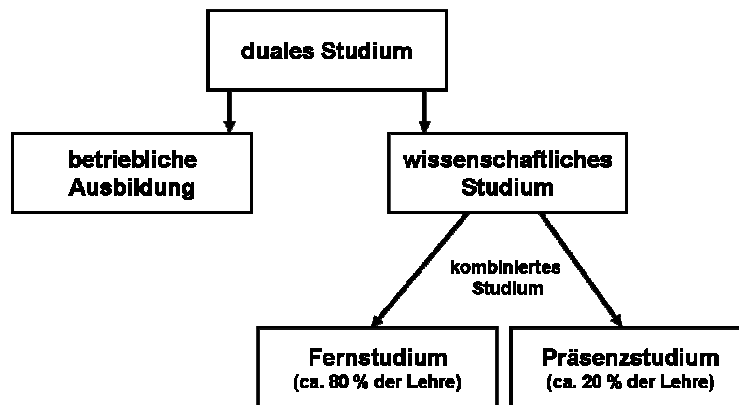 duales Studium
betriebliche
Ausbildung
wissenschaftliches
Studium
kombiniertes
Studium
Fernstudium
(ca. 80 % der Lehre)
Präsenzstudium
(ca. 20 % der Lehre)